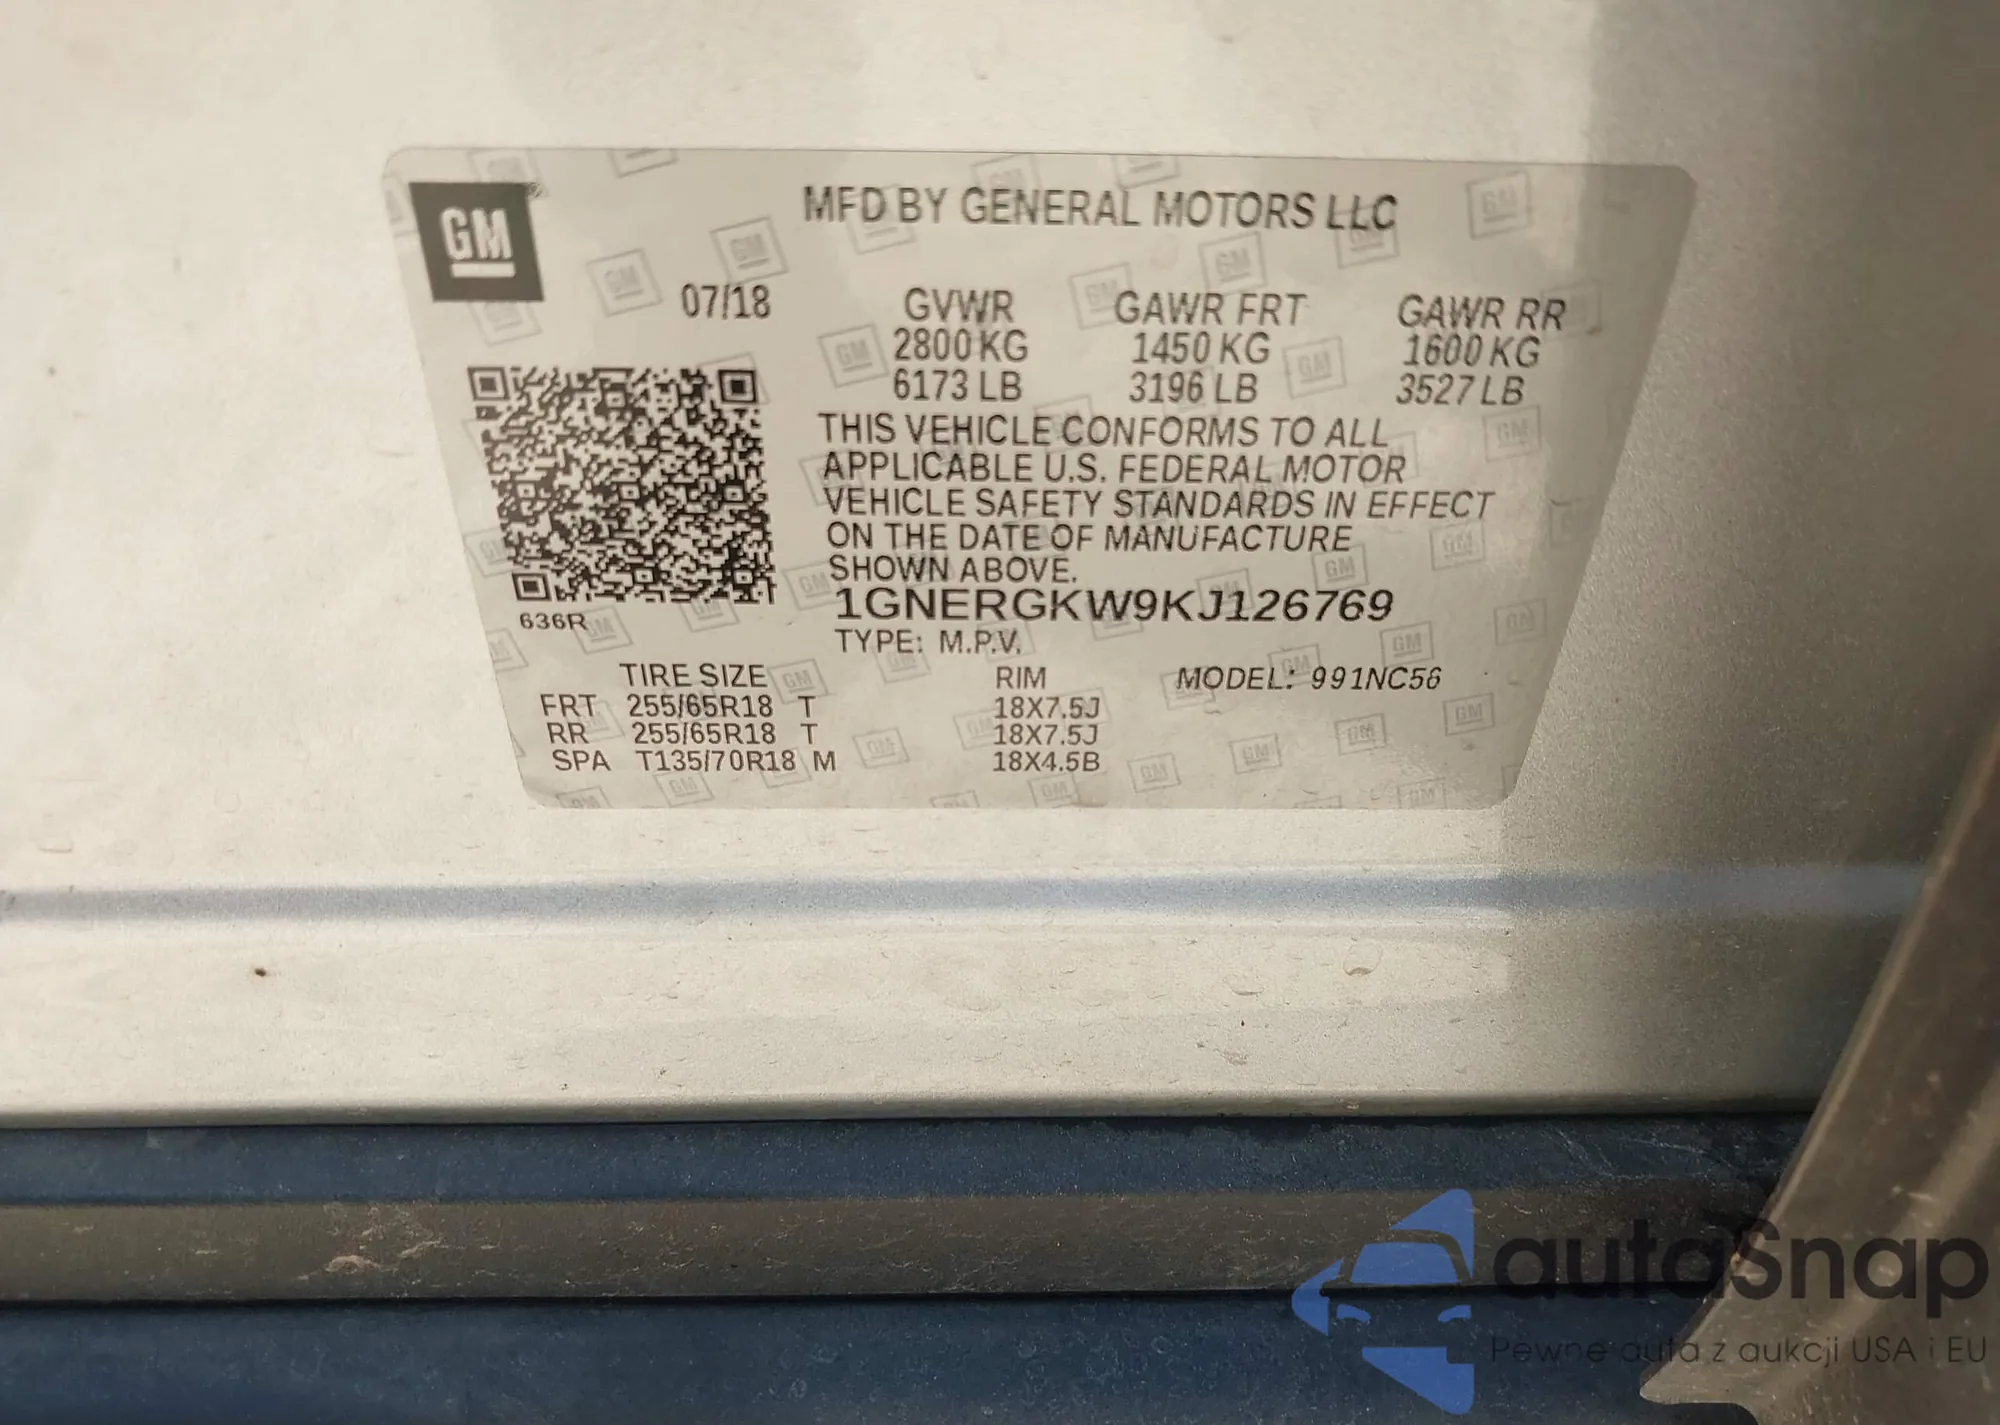 GM
MFD BY GENERAL MOTORS LLC
07/18 GVWR GAWR FRT GAWR RR
2800 KG 1450 KG 1600 KG
6173 LB 3196 LB 3527 LB
THIS VEHICLE CONFORMS TO ALL
APPLICABLE U.S. FEDERAL MOTOR
VEHICLE SAFETY STANDARDS IN EFFECT
ON THE DATE OF MANUFACTURE
SHOWN ABOVE.
1GNERGKW9KJ126769
636R
TYPE: M.P.V.
TIRE SIZE RIM MODEL: 991NC56
FRT 255/65R18 T 18X7.5J
RR 255/65R18 T 18X7.5J
SPA T135/70R18 M 18X4.5B
autaSnap
Pewne auta z aukcji USA i EU